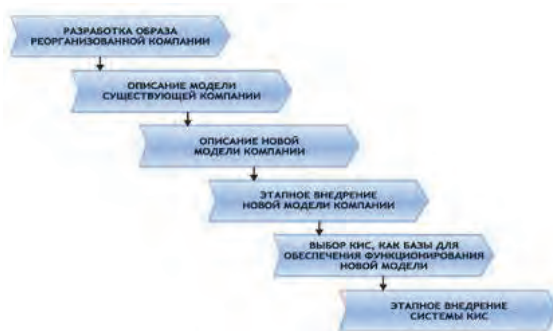 РАЗРАБОТКА ОБРАЗА
РЕОРГАНИЗОВАННОЙ КОМПАНИИ
ОПИСАНИЕ МОДЕЛИ
СУЩЕСТВУЮЩЕЙ КОМПАНИИ
ОПИСАНИЕ НОВОЙ
МОДЕЛИ КОМПАНИИ
ЭТАПНОЕ ВНЕДРЕНИЕ
НОВОЙ МОДЕЛИ КОМПАНИИ
ВЫБОР КИС, КАК БАЗЫ ДЛЯ
ОБЕСПЕЧЕНИЯ ФУНКЦИОНИРОВАНИЯ
НОВОЙ МОДЕЛИ
ЭТАПНОЕ ВНЕДРЕНИЕ
СИСТЕМЫ КИС